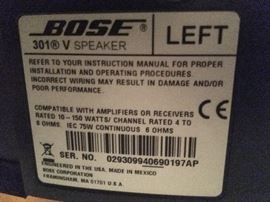 BOSE®
301® V SPEAKER
LEFT
REFER TO YOUR INSTRUCTION MANUAL FOR PROPER
INSTALLATION AND OPERATING PROCEDURES.
INCORRECT WIRING MAY RESULT IN DAMAGE AND/OR
POOR PERFORMANCE.
COMPATIBLE WITH AMPLIFIERS OR RECEIVERS
RATED 10 – 150 WATTS/ CHANNEL RATED 4 TO
8 OHMS IEC 75W CONTINUOUS 8 OHMS
CE
SER. NO. 029309940690197AP
MADE IN MEXICO
BOSE CORPORATION
FRAMINGHAM, MA 01701 U.S.A.